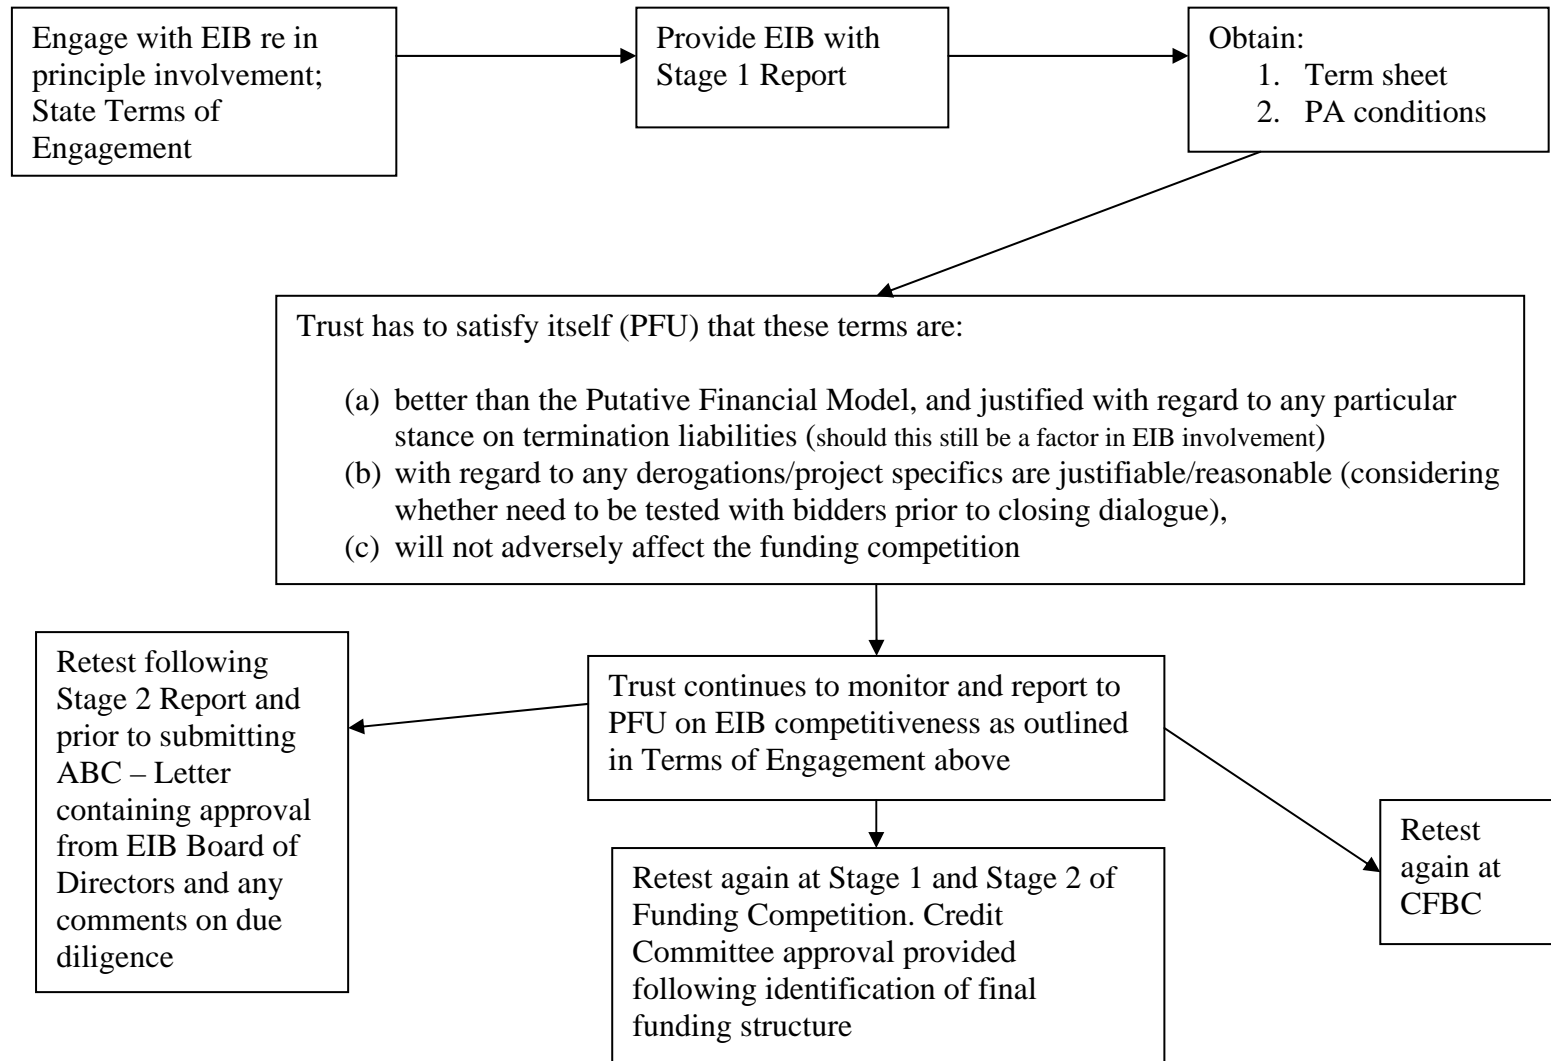 Engage with EIB re in
principle involvement;
State Terms of
Engagement
Provide EIB with
Stage 1 Report
Obtain:
1. Term sheet
2. PA conditions
Trust has to satisfy itself (PFU) that these terms are:
(a) better than the Putative Financial Model, and justified with regard to any particular
stance on termination liabilities (should this still be a factor in EIB involvement)
(b) with regard to any derogations/project specifics are justifiable/reasonable (considering
whether need to be tested with bidders prior to closing dialogue),
(c) will not adversely affect the funding competition
Retest following
Stage 2 Report and
prior to submitting
ABC – Letter
containing approval
from EIB Board of
Directors and any
comments on due
diligence
Trust continues to monitor and report to
PFU on EIB competitiveness as outlined
in Terms of Engagement above
Retest again at Stage 1 and Stage 2 of
Funding Competition. Credit
Committee approval provided
following identification of final
funding structure
Retest
again at
CFBC